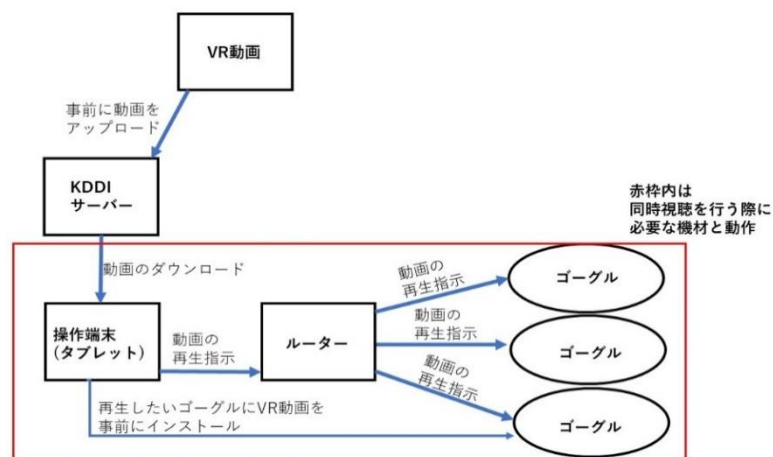 VR動画
事前に動画を
アップロード
KDDI
サーバー
赤枠内は
同時視聴を行う際に
必要な機材と動作
動画のダウンロード
操作端末
(タブレット)
動画の
再生指示
ルーター
動画の
再生指示
動画の
再生指示
動画の
再生指示
ゴーグル
ゴーグル
ゴーグル
再生したいゴーグルにVR動画を
事前にインストール